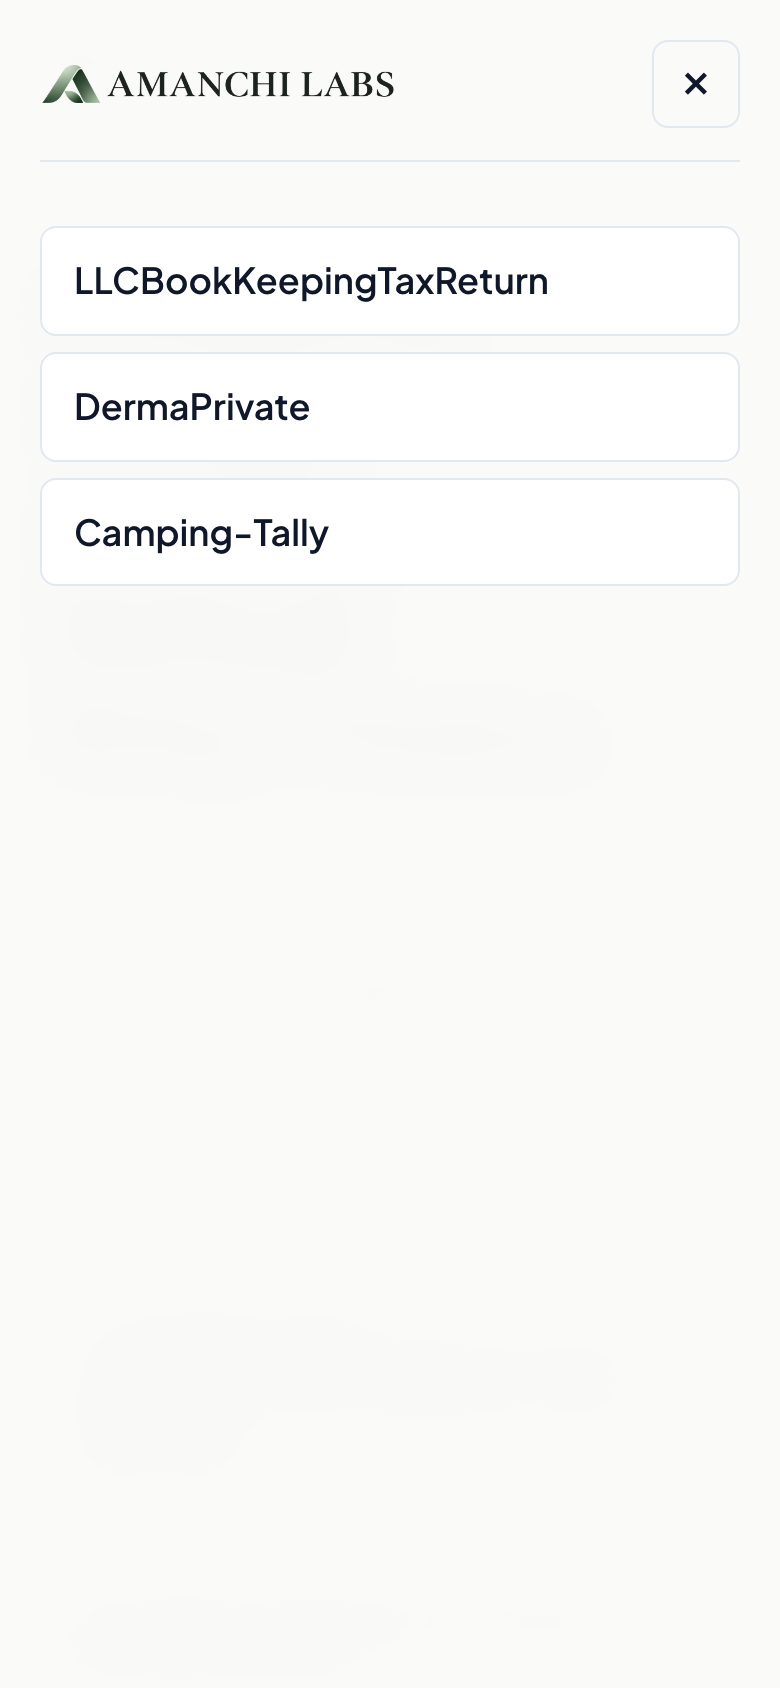 AMANCHI LABS
LLCBookKeepingTaxReturn
DermaPrivate
Camping-Tally